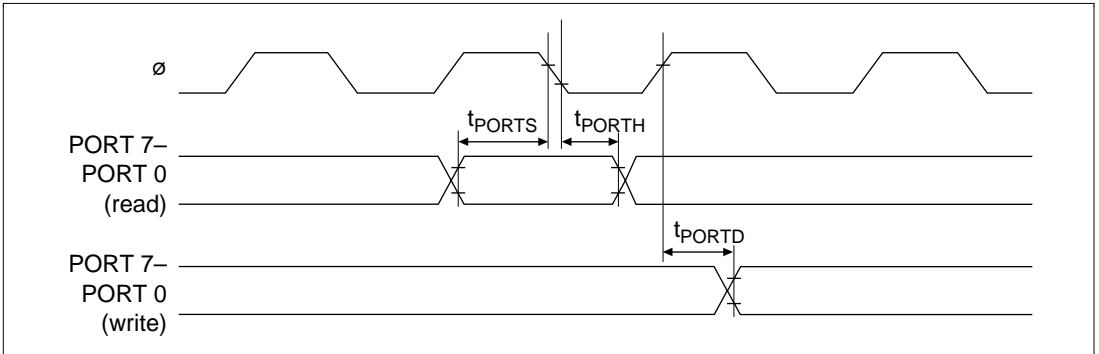 ø
tPORTS
tPORTH
PORT 7–
PORT 0
(read)
tPORTD
PORT 7–
PORT 0
(write)